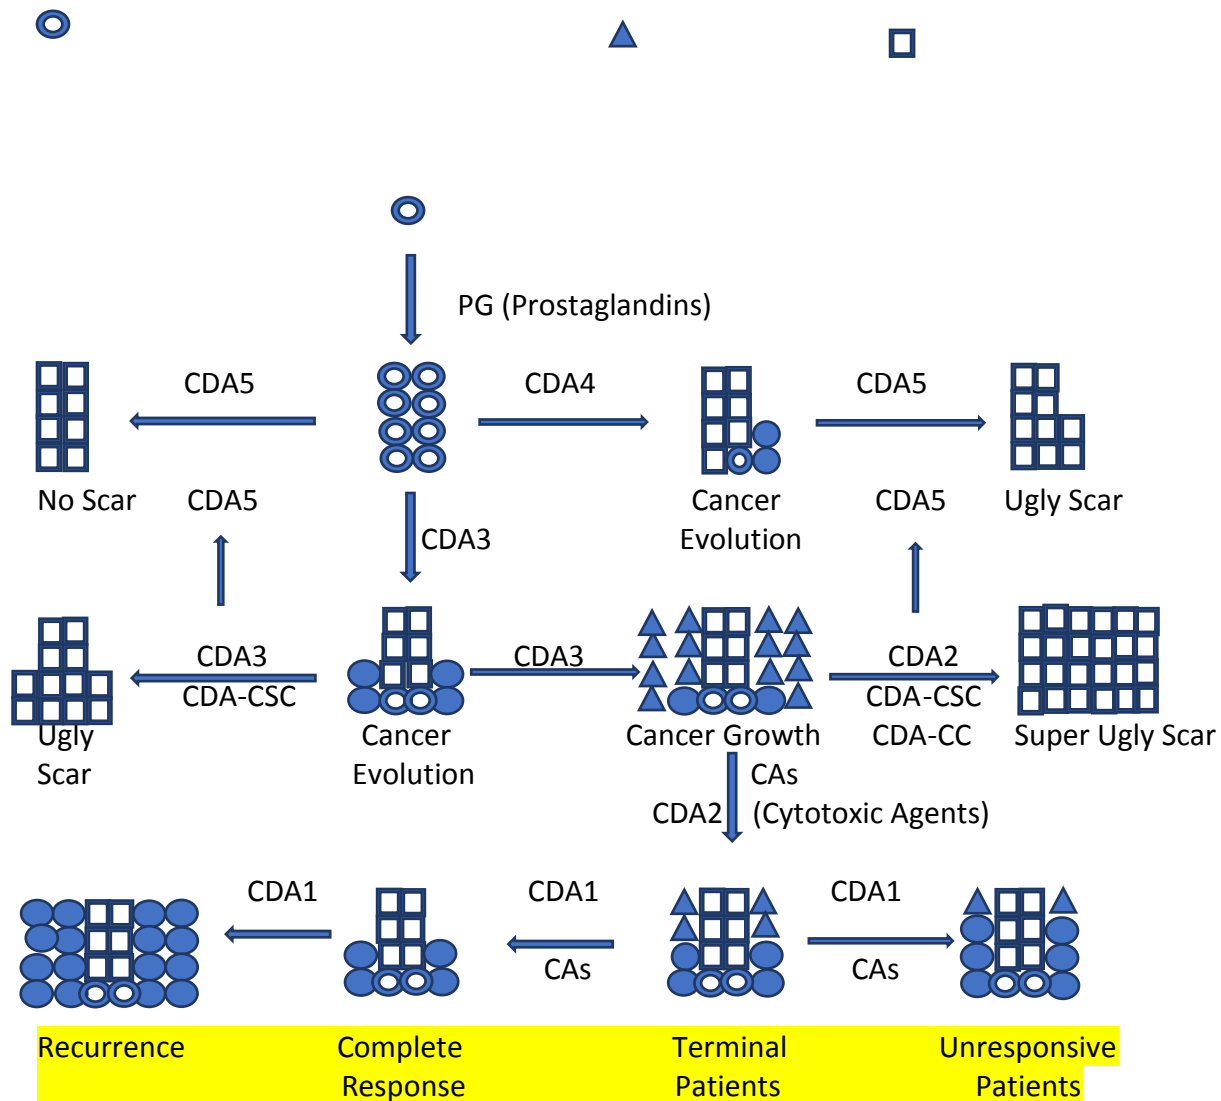 PG (Prostaglandins)
CDA5
CDA4
CDA5
No Scar
CDA5
Cancer
Evolution
CDA5
Ugly Scar
CDA3
CDA3
CDA-CSC
CDA3
CDA2
CDA-CSC
CDA-CC
Ugly
Scar
Cancer
Evolution
Cancer Growth
Super Ugly Scar
CAs
CDA2
(Cytotoxic Agents)
CDA1
CDA1
CAs
CDA1
CAs
Recurrence
Complete
Response
Terminal
Patients
Unresponsive
Patients